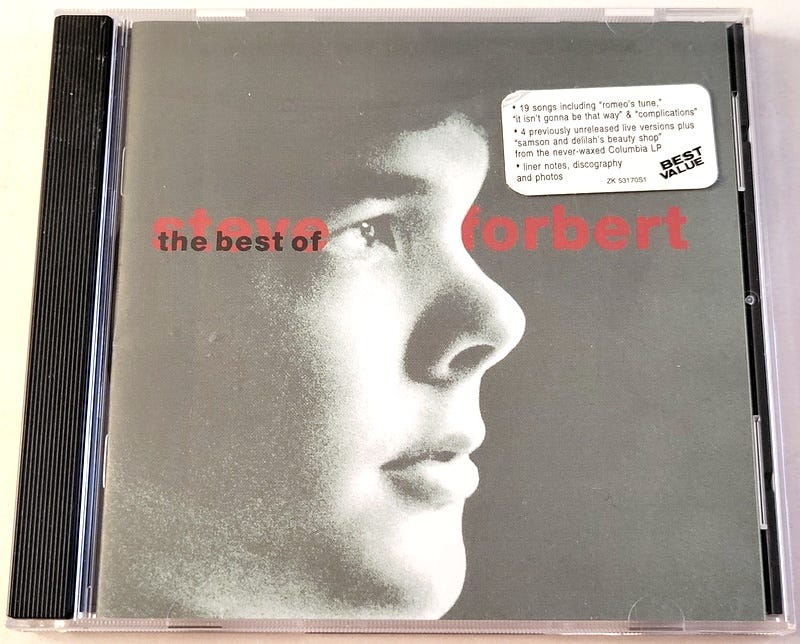 • 19 songs including "romeo's tune,"
"it isn't gonna be that way" & "complications"
• 4 previously unreleased live versions plus
"samson and delilah's beauty shop"
from the never-waxed Columbia LP
• liner notes, discography
and photos
ZK 53170S1
BEST
VALUE
steve forbert
the best of